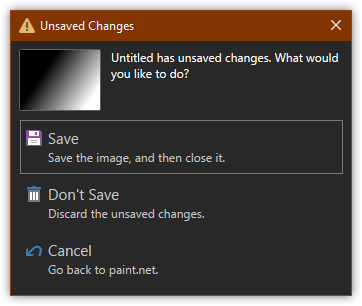 Unsaved Changes
Untitled has unsaved changes. What would
you like to do?
Save
Save the image, and then close it.
Don't Save
Discard the unsaved changes.
Cancel
Go back to paint.net.